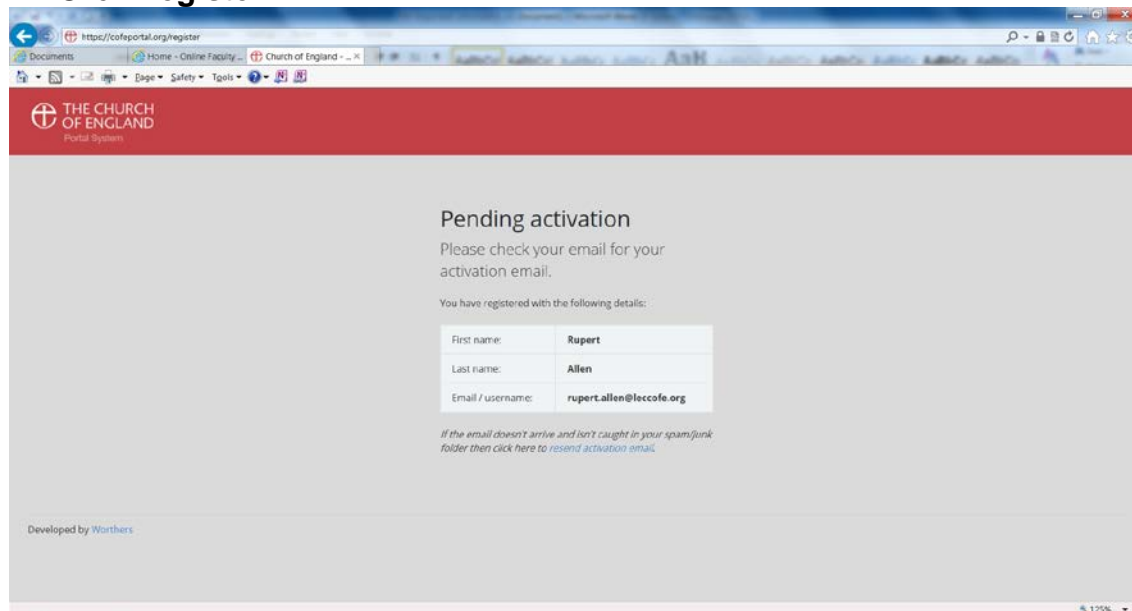 https://cofeportal.org/register
Documents
Home - Online Faculty ...
Church of England - ...
Page
Safety
Tools
THE CHURCH
OF ENGLAND
Portal System
Pending activation
Please check your email for your
activation email.
You have registered with the following details:
First name: Rupert
Last name: Allen
Email / username: rupert.allen@leccofe.org
If the email doesn't arrive and isn't caught in your spam/junk
folder then click here to resend activation email.
Developed by Worthers
125%